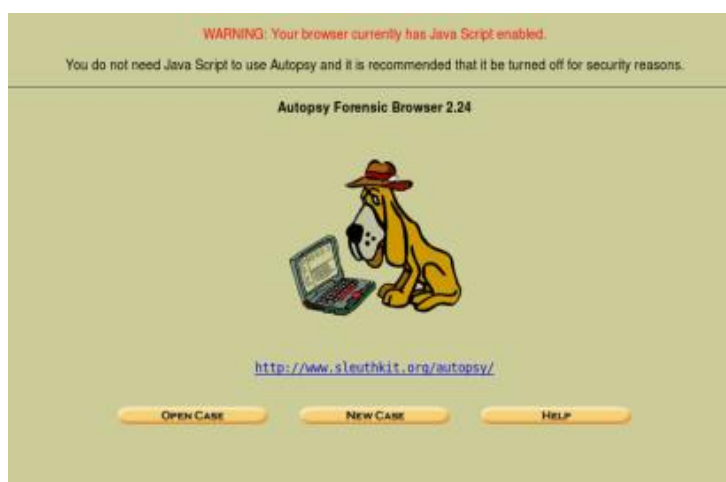 WARNING: Your browser currently has Java Script enabled.
You do not need Java Script to use Autopsy and it is recommended that it be turned off for security reasons.
Autopsy Forensic Browser 2.24
http://www.sleuthkit.org/autopsy/
OPEN CASE
NEW CASE
HELP